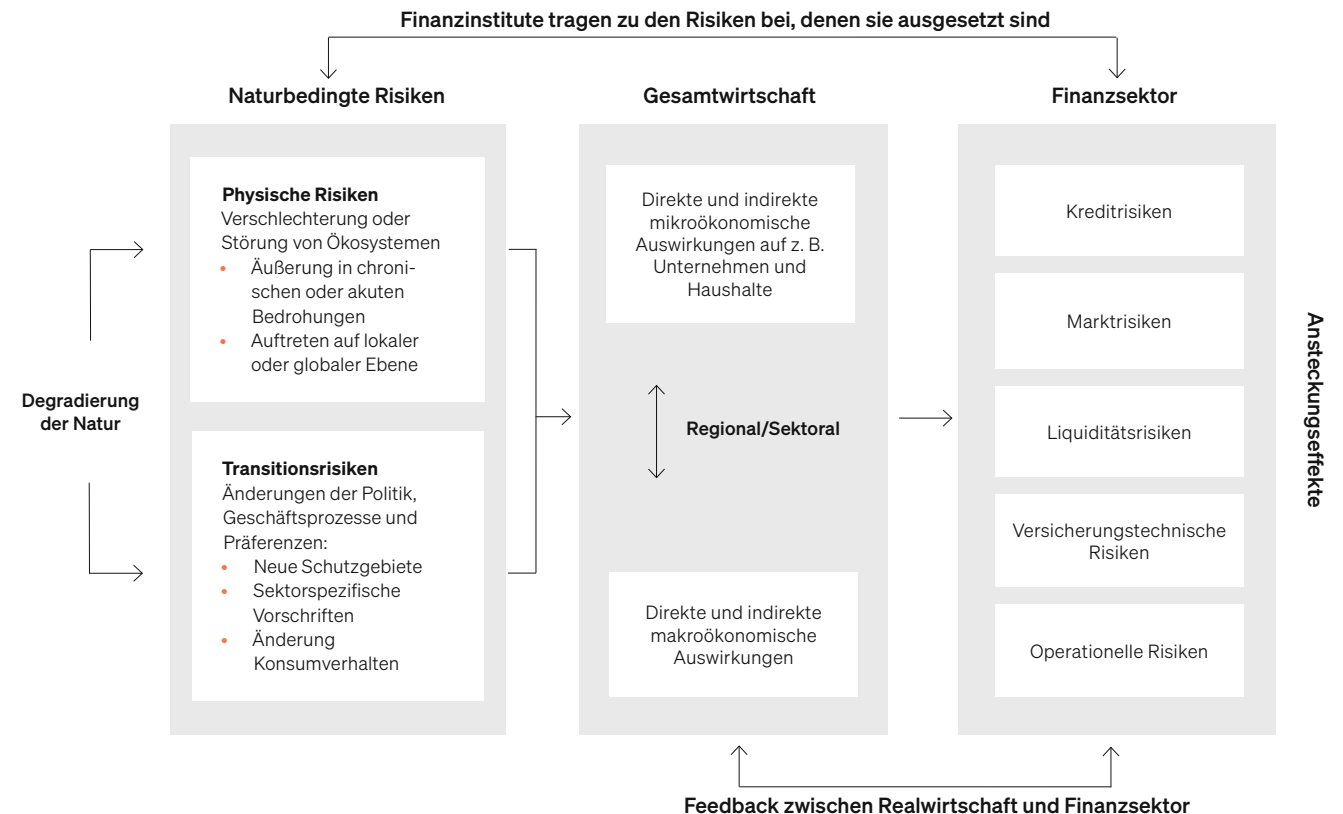 Finanzinstitute tragen zu den Risiken bei, denen sie ausgesetzt sind
Naturbedingte Risiken
Gesamtwirtschaft
Finanzsektor
Degradierung
der Natur
Physische Risiken
Verschlechterung oder
Störung von Ökosystemen
• Äußerung in chroni-
schen oder akuten
Bedrohungen
• Auftreten auf lokaler
oder globaler Ebene
Transitionsrisiken
Änderungen der Politik,
Geschäftsprozesse und
Präferenzen:
• Neue Schutzgebiete
• Sektorspezifische
Vorschriften
• Änderung
Konsumverhalten
Direkte und indirekte
mikroökonomische
Auswirkungen auf z. B.
Unternehmen und
Haushalte
Regional/Sektoral
Direkte und indirekte
makroökonomische
Auswirkungen
Kreditrisiken
Marktrisiken
Liquiditätsrisiken
Versicherungstechnische
Risiken
Operationelle Risiken
Ansteckungseffekte
Feedback zwischen Realwirtschaft und Finanzsektor